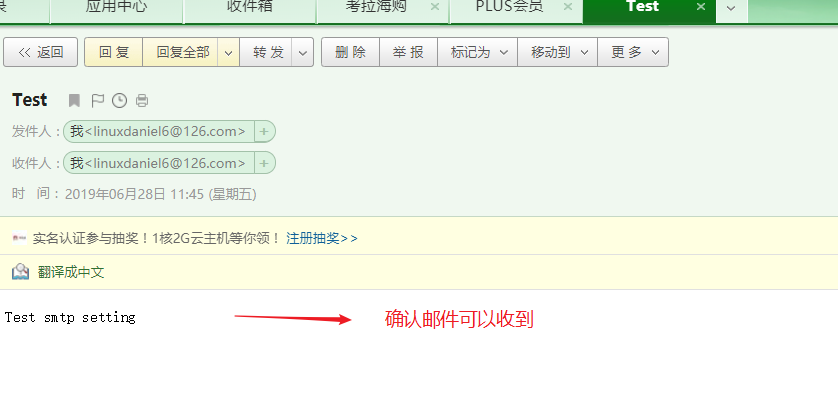 录 应用中心 收件箱 考拉海购 × PLUS会员 × Test ×
<< 返回 回 复 回复全部 转 发 删 除 举 报 标记为 移动到 更 多
Test
发件人：我<linuxdaniel6@126.com> +
收件人：我<linuxdaniel6@126.com> +
时 间：2019年06月28日 11:45 (星期五)
实名认证参与抽奖！1核2G云主机等你领！ 注册抽奖>>
翻译成中文
Test smtp setting 确认邮件可以收到